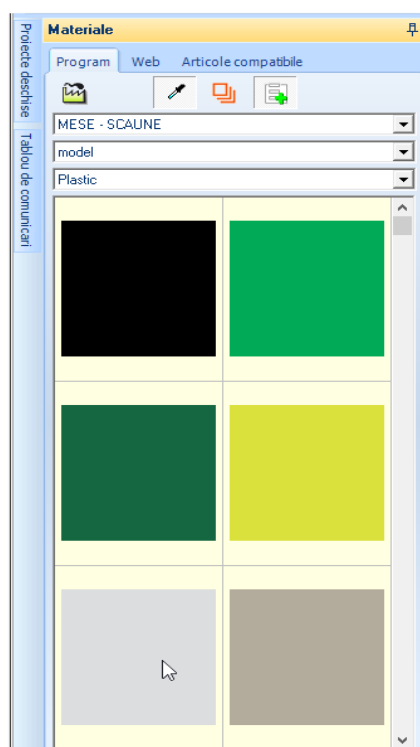 Materiale
Program Web Articole compatibile
MESE - SCAUNE
model
Plastic
Proiecte deschise
Tablou de comunicari